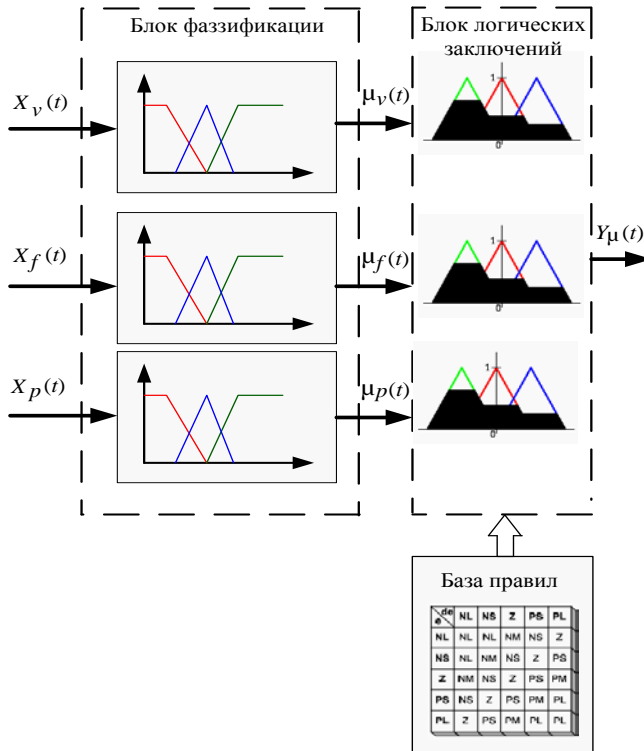 Блок фаззификации
Блок логических
заключений
X_v(t)
μ_v(t)
1
0
X_f(t)
μ_f(t)
1
0
Y_μ(t)
X_p(t)
μ_p(t)
1
0
База правил
de
e NL NS Z PS PL
NL NL NL NM NS Z
NS NL NM NS Z PS
Z NM NS Z PS PM
PS NS Z PS PM PL
PL Z PS PM PL PL